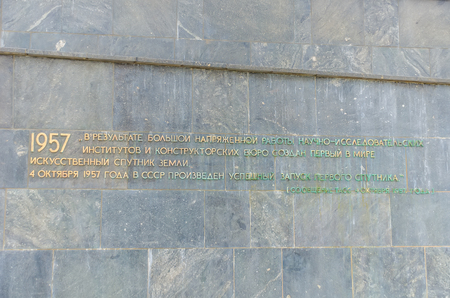 1957 „В РЕЗУЛЬТАТЕ БОЛЬШОЙ НАПРЯЖЕННОЙ РАБОТЫ НАУЧНО-ИССЛЕДОВАТЕЛЬСКИХ
ИНСТИТУТОВ И КОНСТРУКТОРСКИХ БЮРО СОЗДАН ПЕРВЫЙ В МИРЕ
ИСКУССТВЕННЫЙ СПУТНИК ЗЕМЛИ.
4 ОКТЯБРЯ 1957 ГОДА В СССР ПРОИЗВЕДЕН УСПЕШНЫЙ ЗАПУСК ПЕРВОГО СПУТНИКА.“